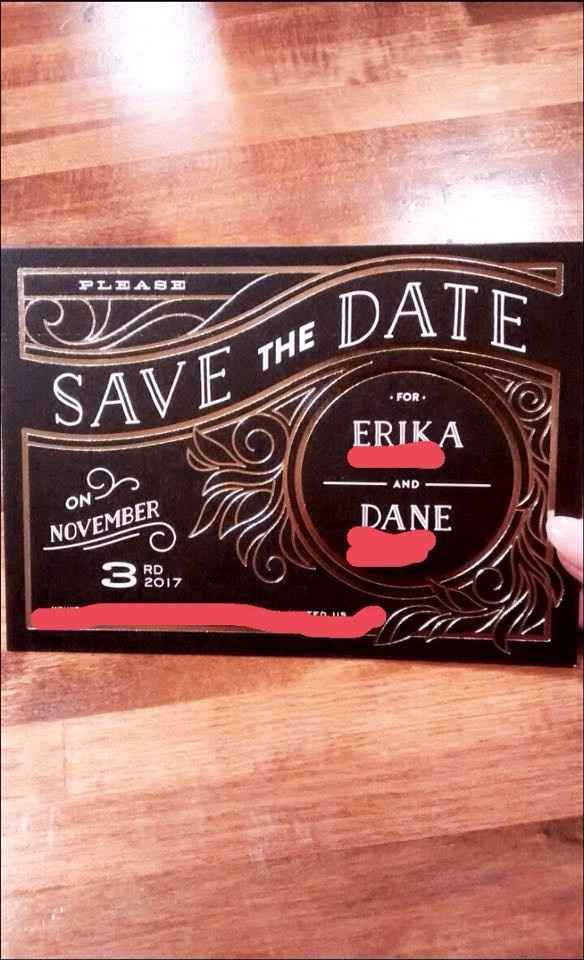 PLEASE
SAVE THE DATE
· FOR ·
ERIKA
AND
DANE
ON
NOVEMBER
3RD
2017